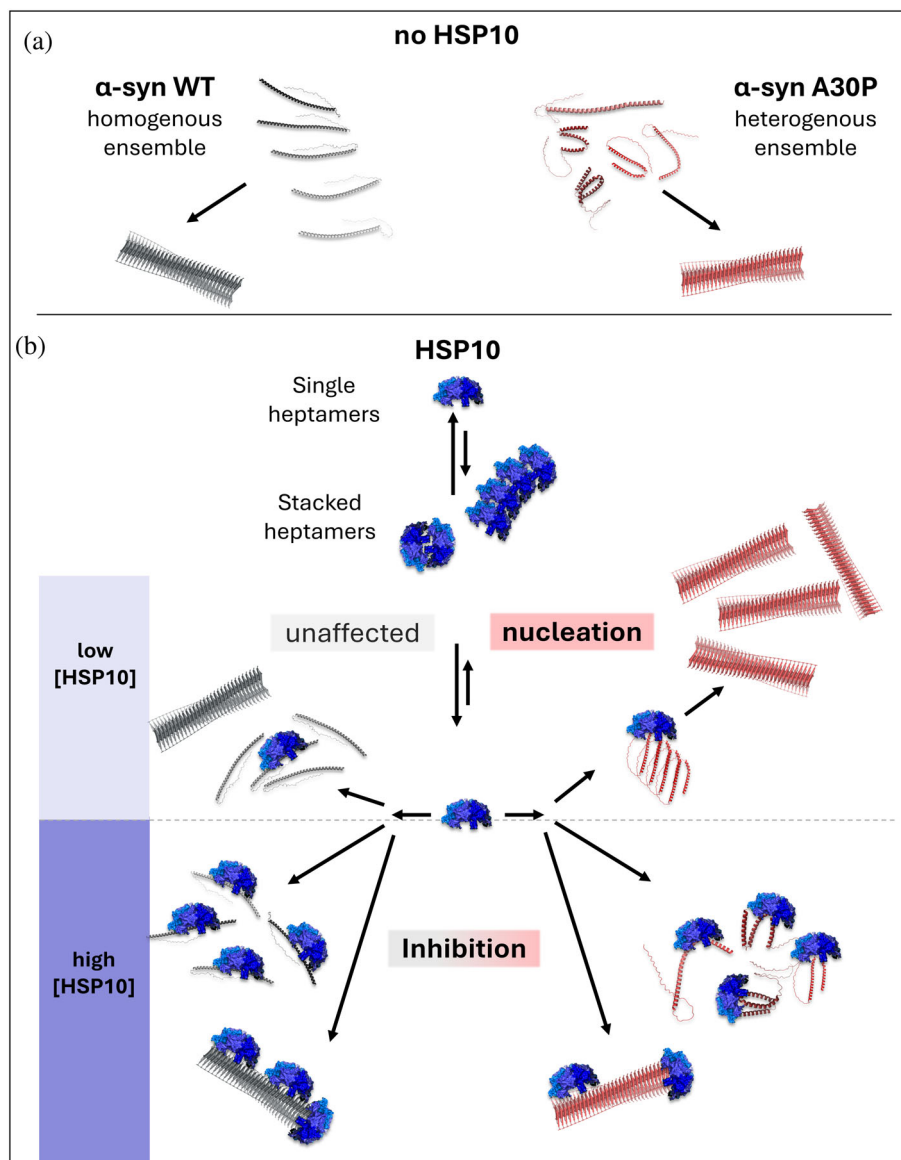 (a)
no HSP10
α-syn WT
homogenous
ensemble
α-syn A30P
heterogenous
ensemble
(b)
HSP10
Single
heptamers
Stacked
heptamers
low
[HSP10]
unaffected
nucleation
high
[HSP10]
Inhibition